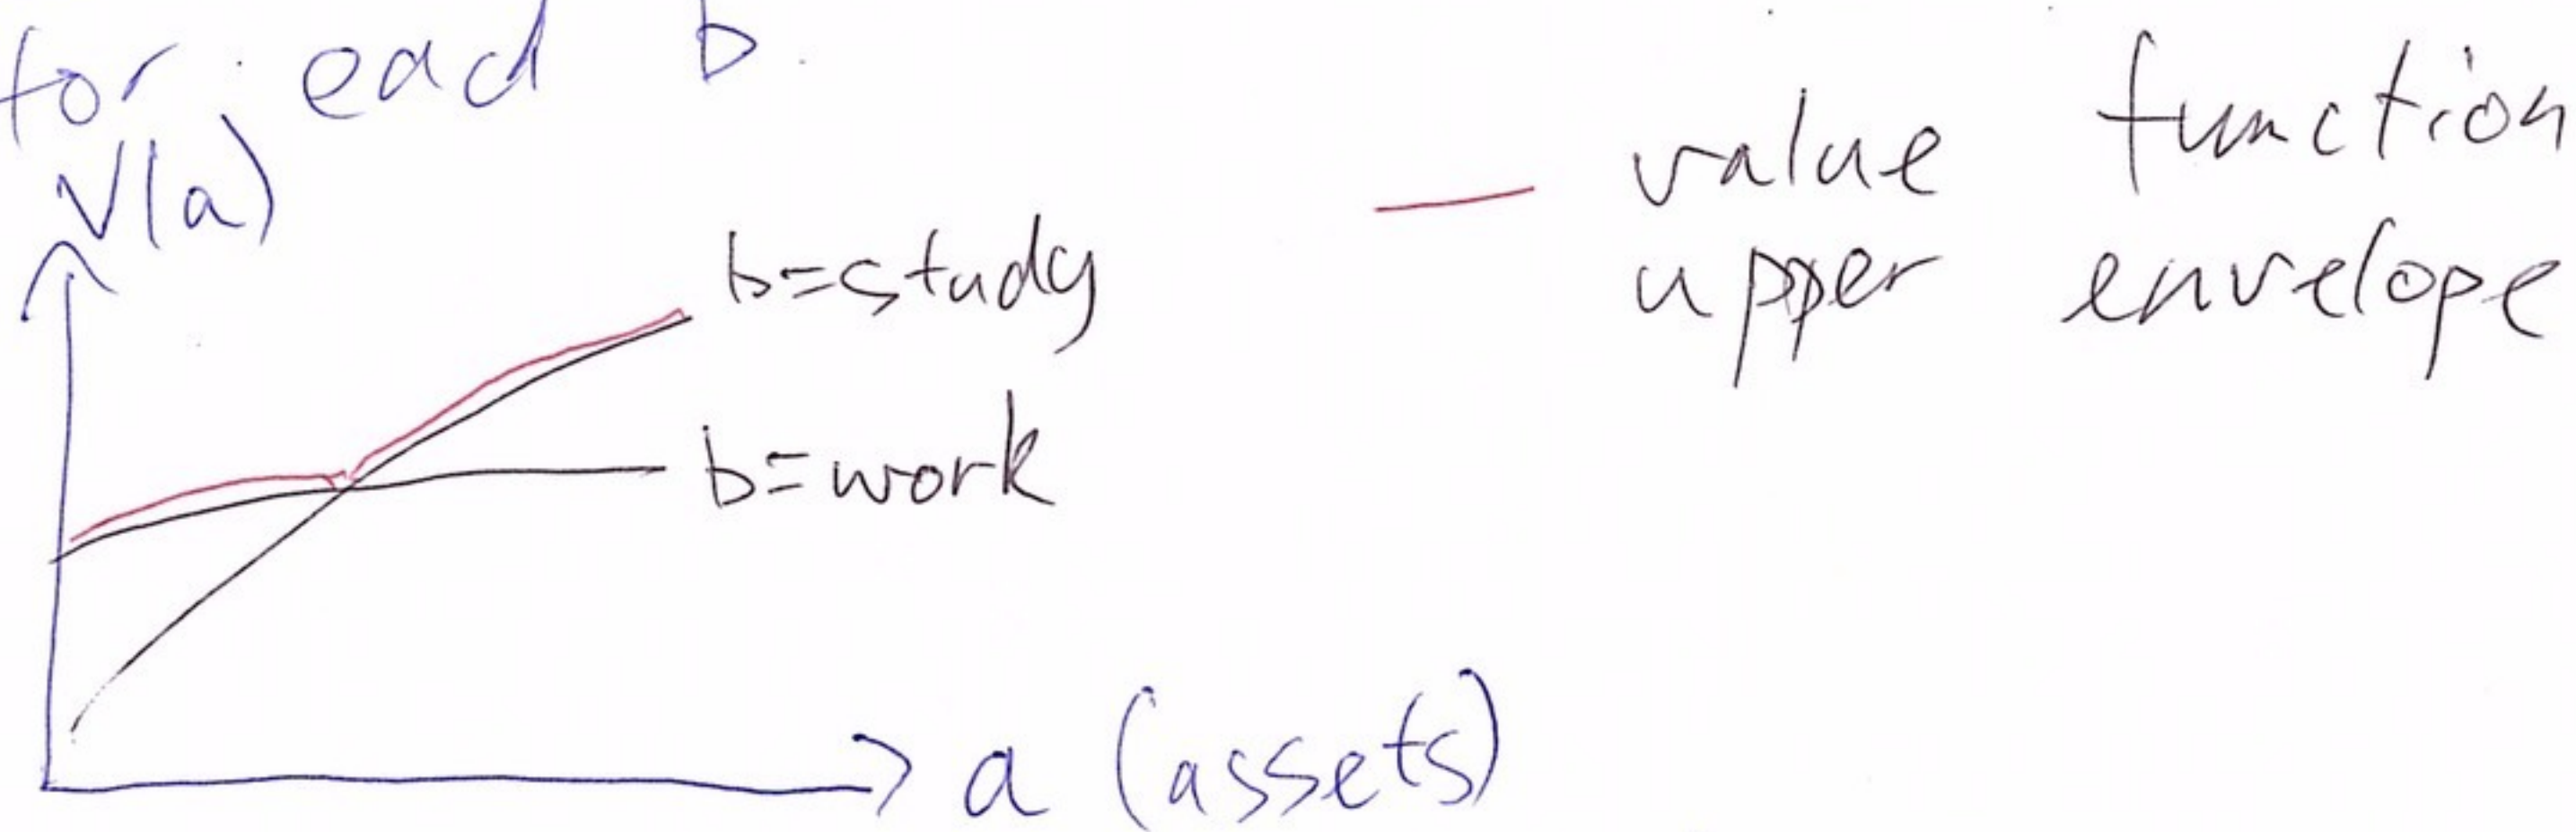 for each b.
V(a)
value function
upper envelope
b=study
b=work
a (assets)